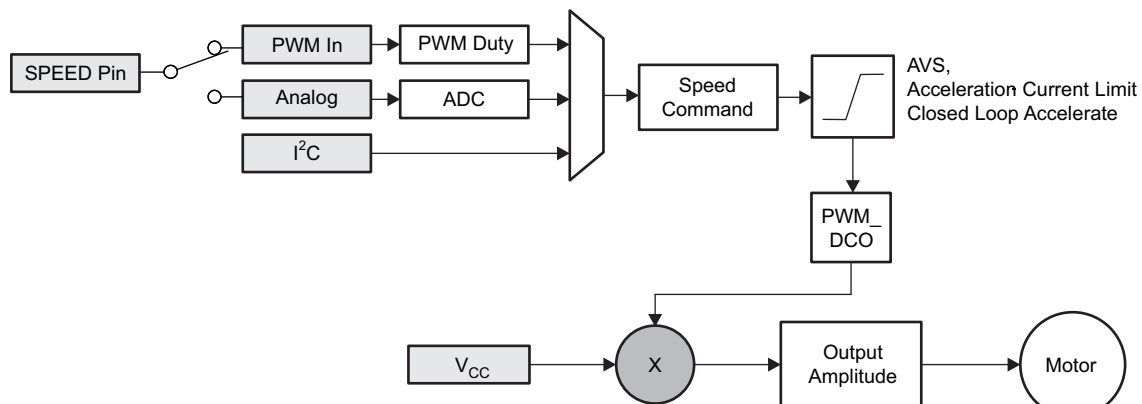 SPEED Pin
PWM In
PWM Duty
Analog
ADC
I²C
Speed
Command
AVS,
Acceleration Current Limit
Closed Loop Accelerate
PWM_
DCO
VCC
X
Output
Amplitude
Motor